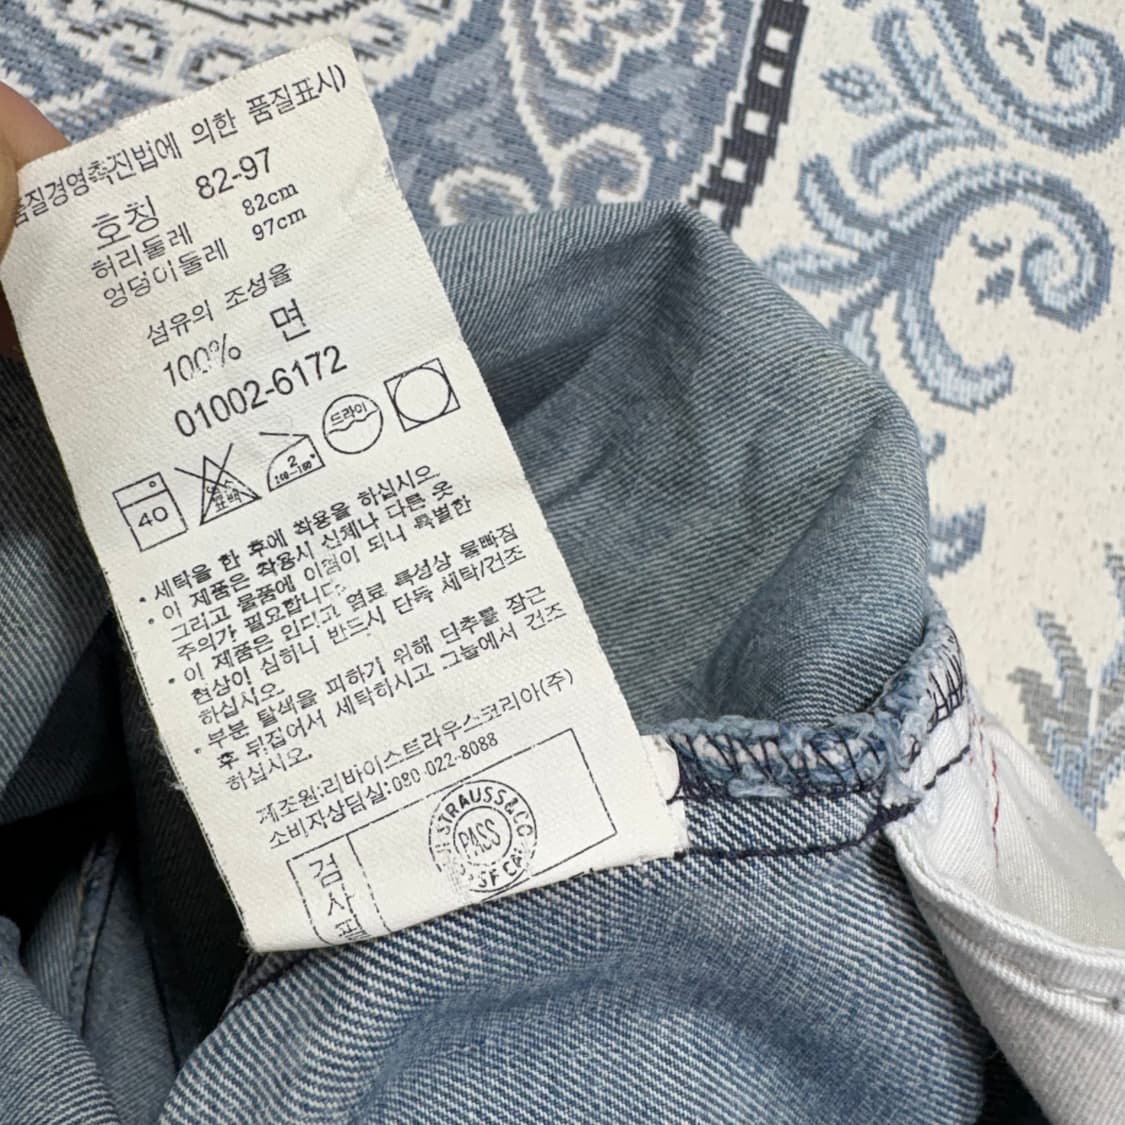 품질경영촉진법에 의한 품질표시)
호칭 82-97
허리둘레 82cm
엉덩이둘레 97cm
섬유의 조성율
100% 면
01002-6172
40
표백
2
드라이
• 세탁을 한 후에 착용을 하십시오.
• 이 제품은 착용시 신체나 다른 옷
그리고 물품에 이염이 되니 특별한
주의가 필요합니다.
• 이 제품은 인디고 염료 특성상 물빠짐
현상이 심하니 반드시 단독 세탁/건조
하십시오.
• 부분 탈색을 피하기 위해 단추를 잠근
후 뒤집어서 세탁하시고 그늘에서 건조
하십시오.
제조원:리바이스트라우스코리아(주)
소비자상담실:080-022-8088
검사필
STRAUSS&CO
PASS
SF CA